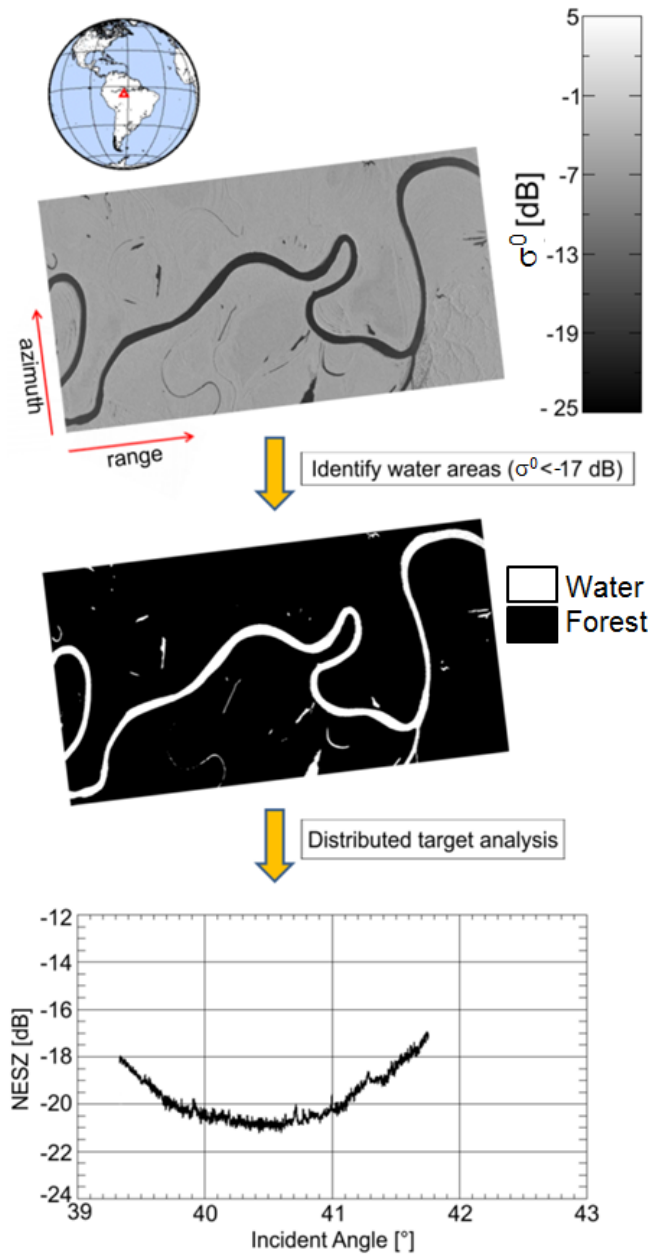 5
-1
-7
-13
-19
-25
σ⁰ [dB]
azimuth
range
Identify water areas (σ⁰<-17 dB)
Water
Forest
Distributed target analysis
-12
-14
-16
-18
-20
-22
-24
NESZ [dB]
39 40 41 42 43
Incident Angle [°]